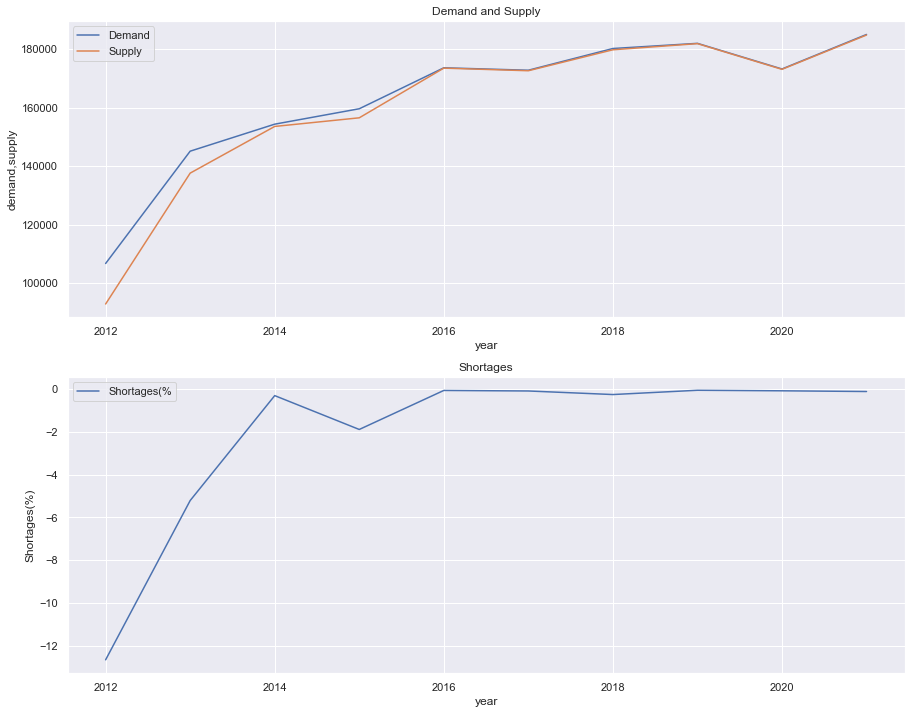 Demand and Supply
Demand
Supply
180000
160000
140000
120000
100000
demand,supply
2012
2014
2016
2018
2020
year
Shortages
Shortages(%
0
−2
−4
−6
−8
−10
−12
Shortages(%)
2012
2014
2016
2018
2020
year